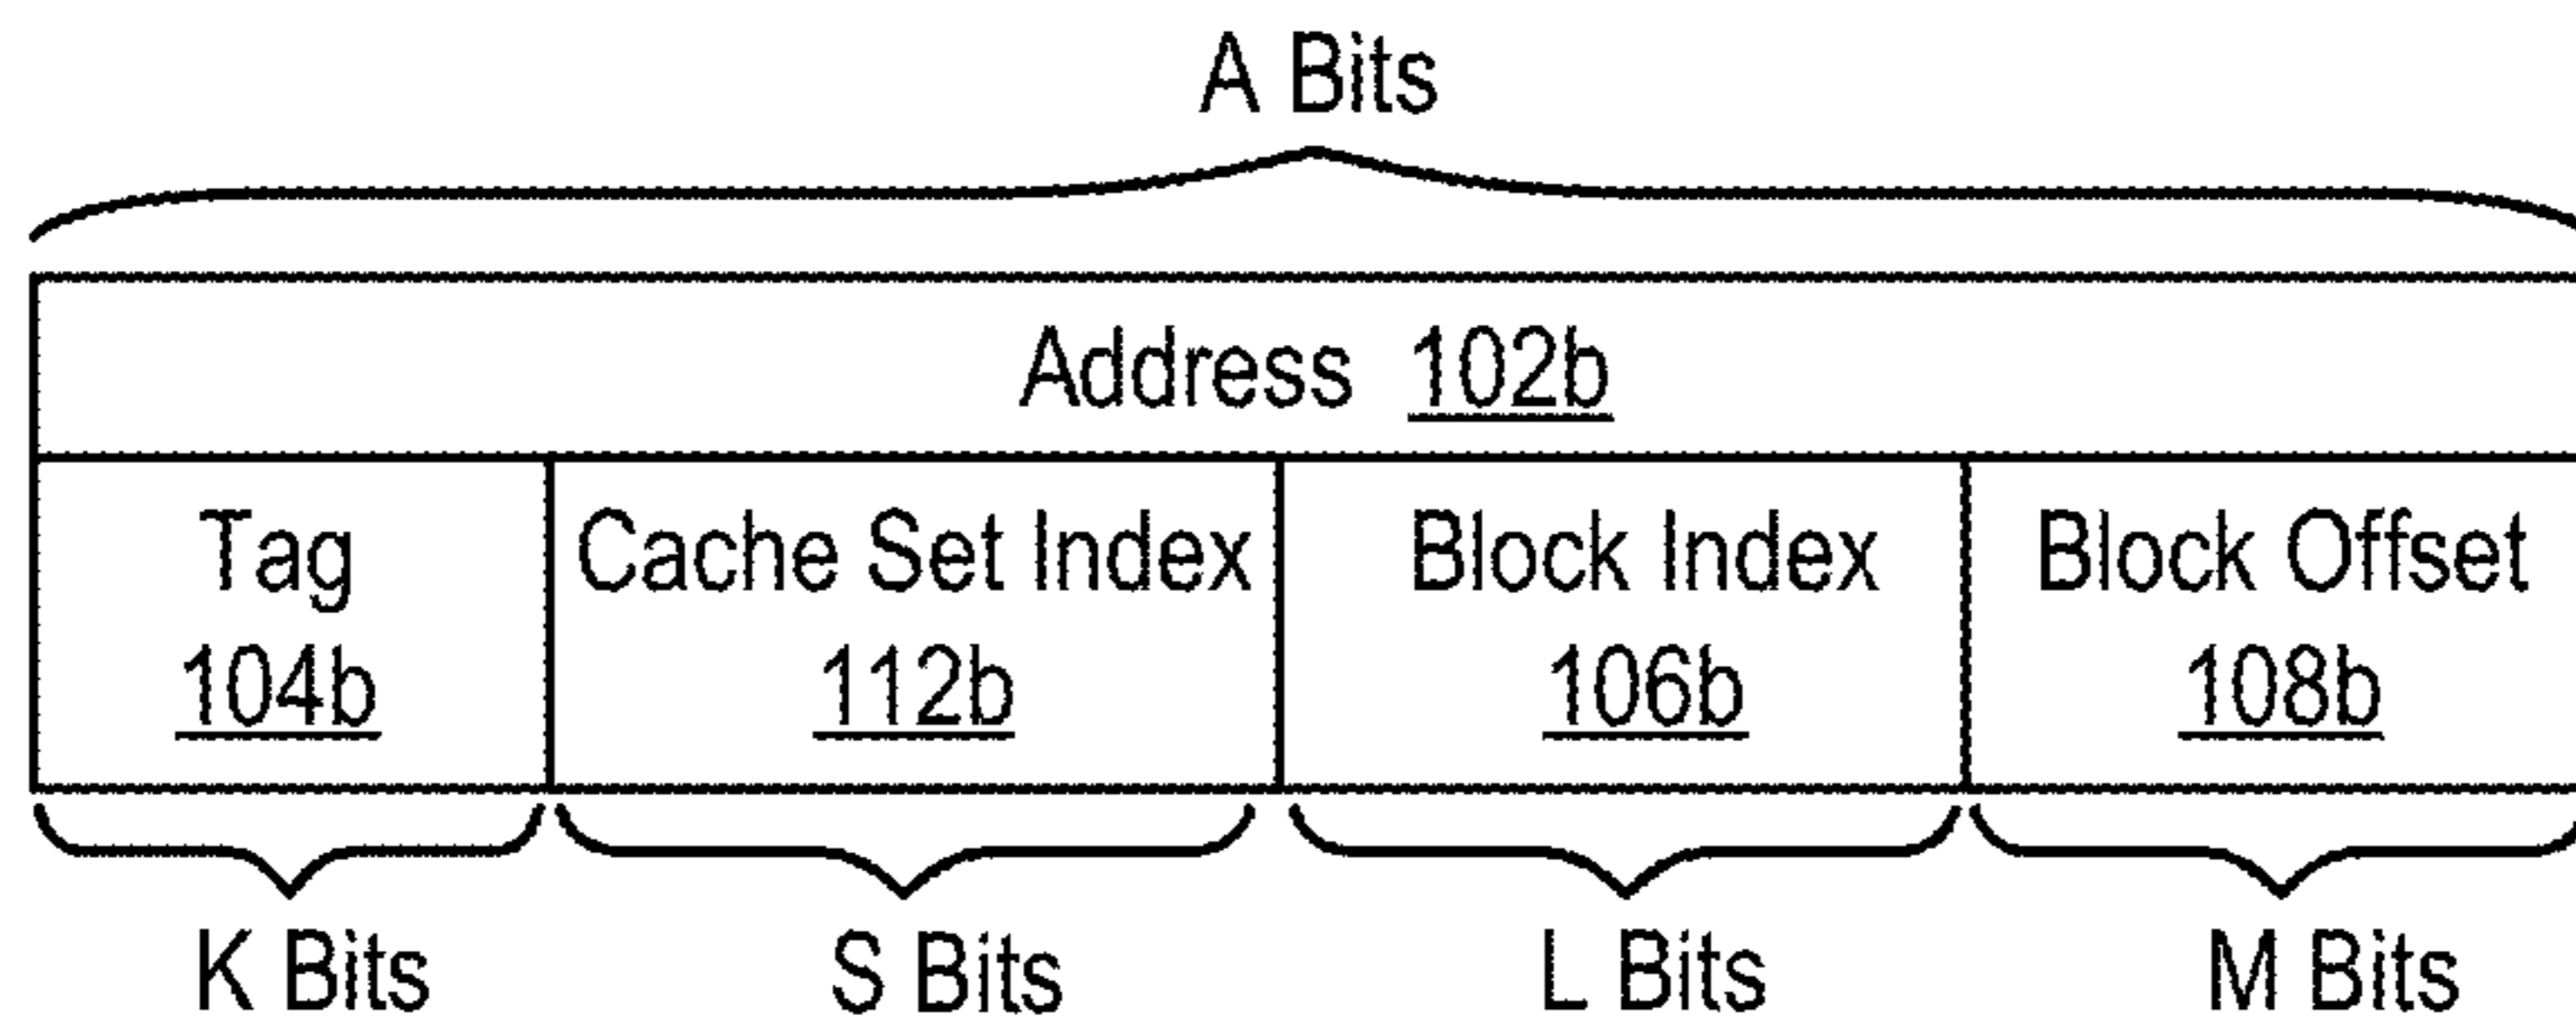 A Bits
Address 102b
Tag Cache Set Index Block Index Block Offset
104b 112b 106b 108b
K Bits S Bits L Bits M Bits